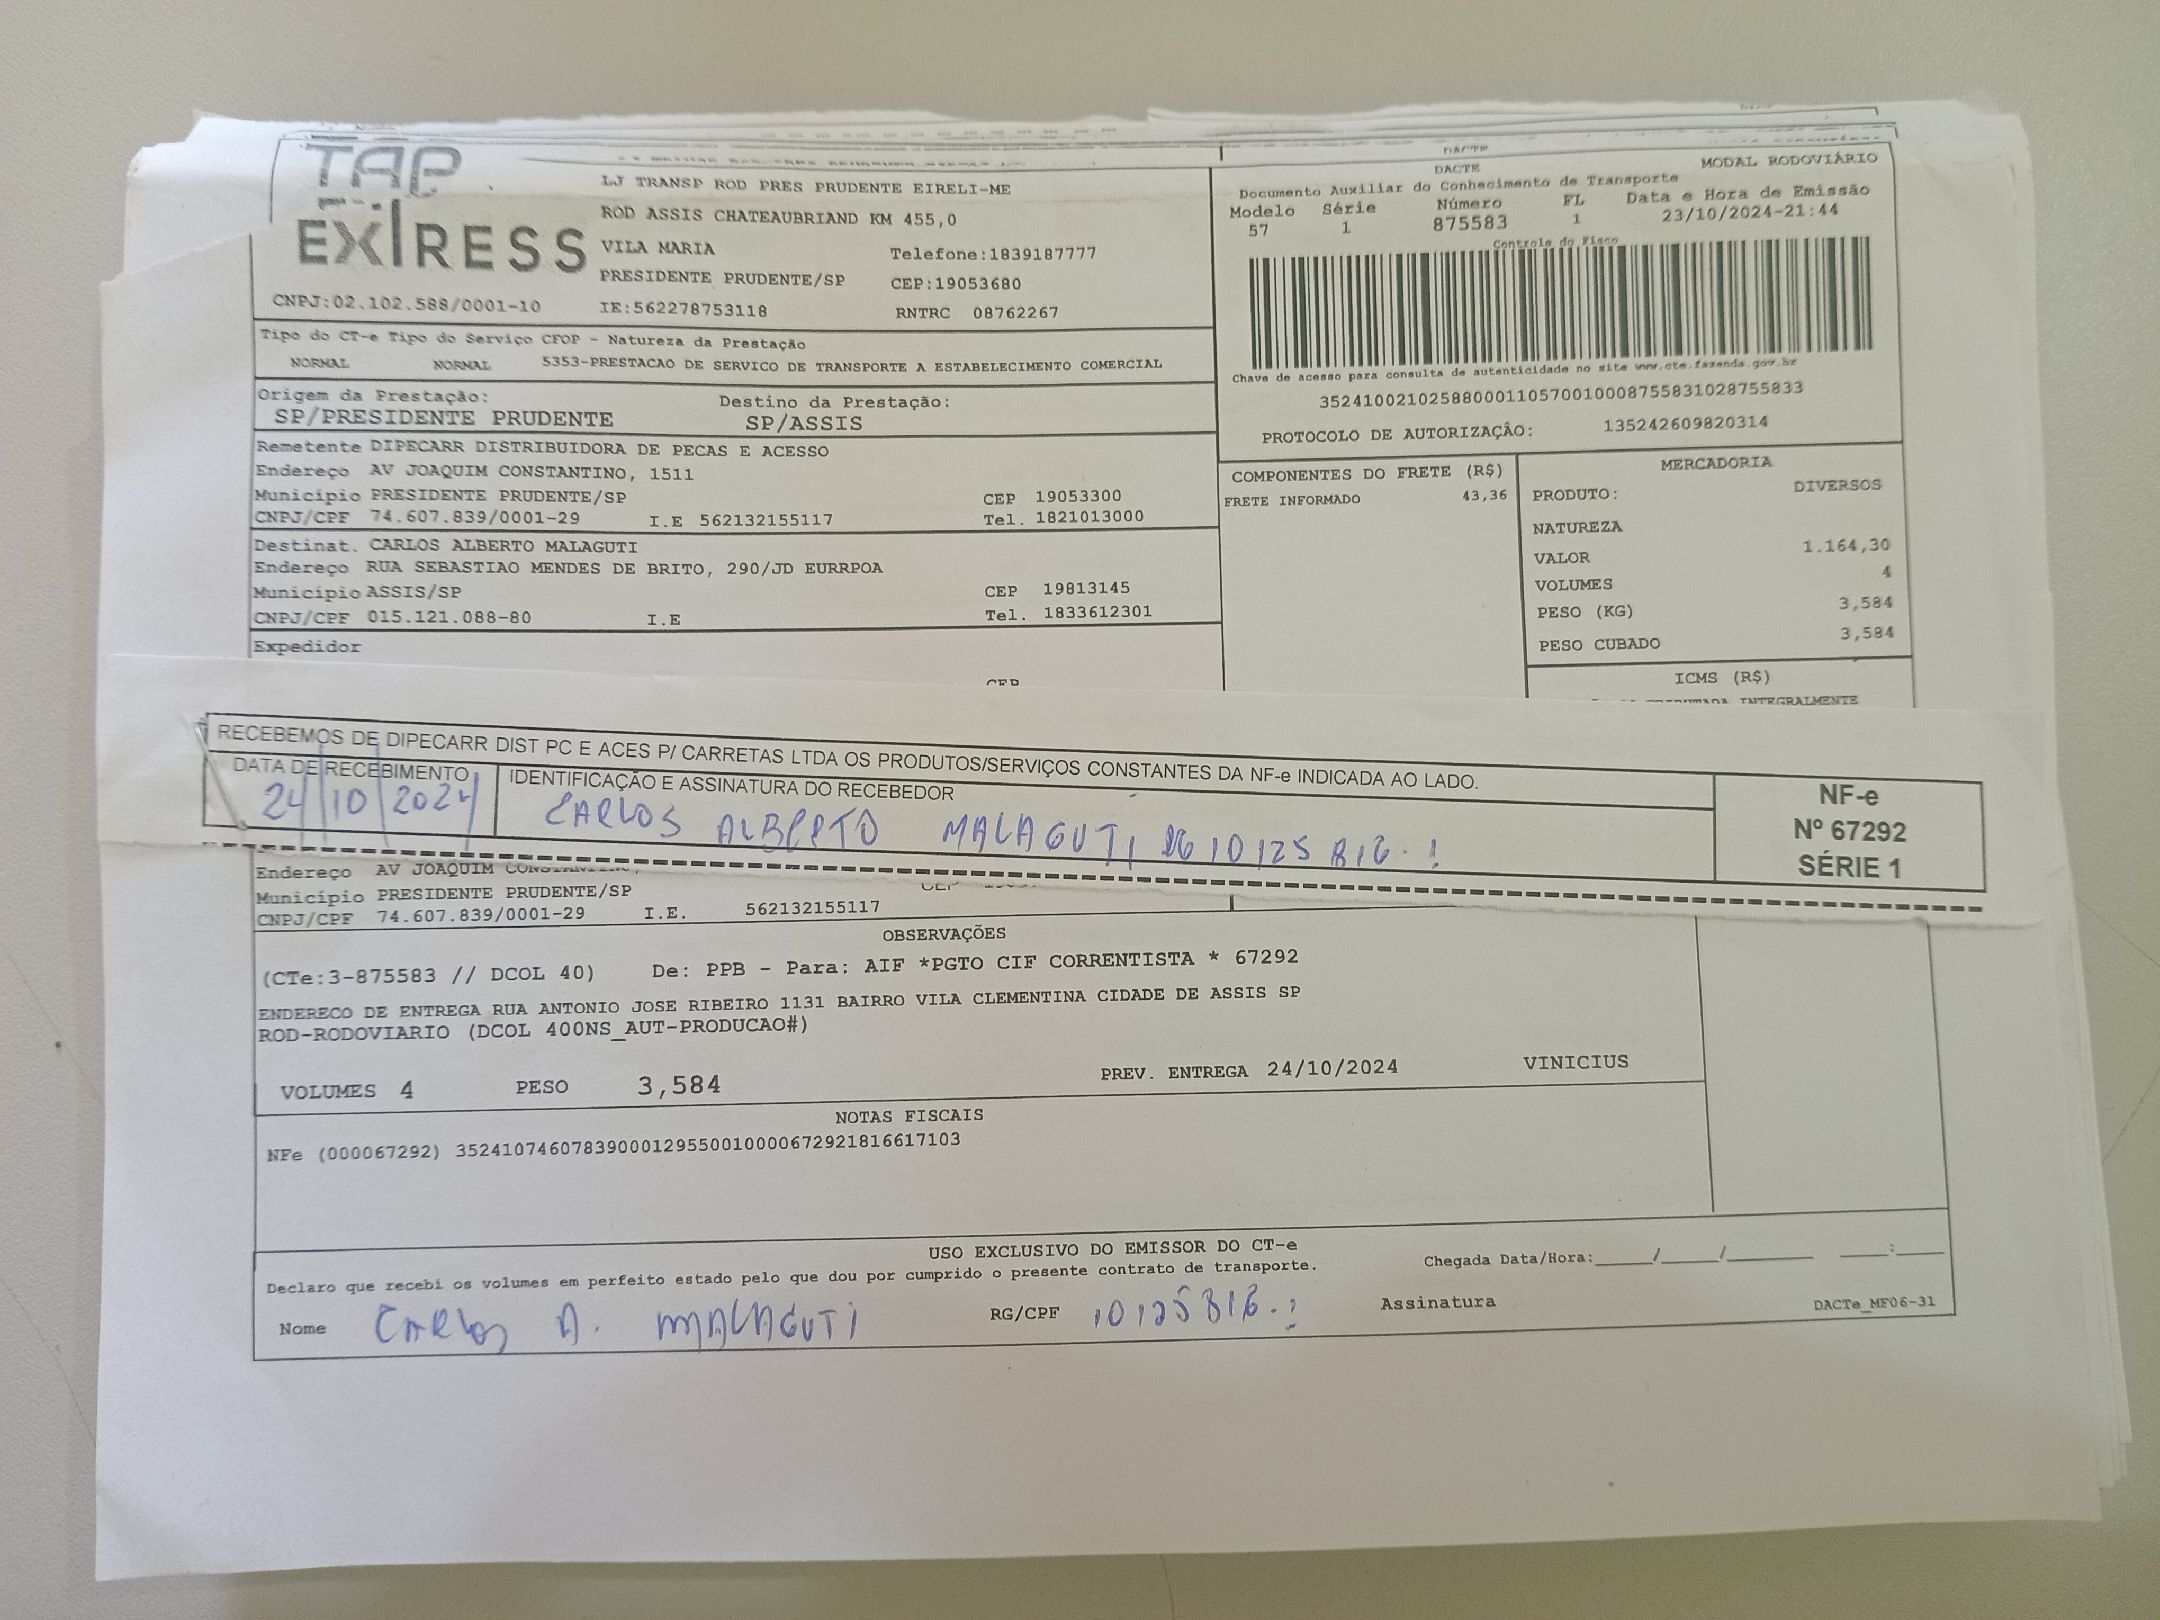 TAP
EXPRESS
LJ TRANSP ROD PRES PRUDENTE EIRELI-ME
ROD ASSIS CHATEAUBRIAND KM 455,0
VILA MARIA Telefone:1839187777
PRESIDENTE PRUDENTE/SP CEP:19053680
CNPJ:02.102.588/0001-10 IE:562278753118 RNTRC 08762267
DACTE
DACTE MODAL RODOVIÁRIO
Documento Auxiliar do Conhecimento de Transporte
Modelo Série Número FL Data e Hora de Emissão
57 1 875583 1 23/10/2024-21:44
Controle do Fisco
Chave de acesso para consulta de autenticidade no site www.cte.fazenda.gov.br
35241002102588000110570010008755831028755833
PROTOCOLO DE AUTORIZAÇÃO: 135242609820314
Tipo do CT-e Tipo do Serviço CFOP - Natureza da Prestação
NORMAL NORMAL 5353-PRESTACAO DE SERVICO DE TRANSPORTE A ESTABELECIMENTO COMERCIAL
Origem da Prestação: Destino da Prestação:
SP/PRESIDENTE PRUDENTE SP/ASSIS
Remetente DIPECARR DISTRIBUIDORA DE PECAS E ACESSO
Endereço AV JOAQUIM CONSTANTINO, 1511
Município PRESIDENTE PRUDENTE/SP CEP 19053300
CNPJ/CPF 74.607.839/0001-29 I.E 562132155117 Tel. 1821013000
Destinat. CARLOS ALBERTO MALAGUTI
Endereço RUA SEBASTIAO MENDES DE BRITO, 290/JD EURRPOA
Município ASSIS/SP CEP 19813145
CNPJ/CPF 015.121.088-80 I.E Tel. 1833612301
Expedidor
CEP
COMPONENTES DO FRETE (R$)
FRETE INFORMADO 43,36
MERCADORIA
PRODUTO: DIVERSOS
NATUREZA
VALOR 1.164,30
VOLUMES 4
PESO (KG) 3,584
PESO CUBADO 3,584
ICMS (R$)
INTEGRALMENTE
RECEBEMOS DE DIPECARR DIST PC E ACES P/ CARRETAS LTDA OS PRODUTOS/SERVIÇOS CONSTANTES DA NF-e INDICADA AO LADO.
DATA DE RECEBIMENTO IDENTIFICAÇÃO E ASSINATURA DO RECEBEDOR
24/10/2024 CARLOS ALBERTO MALAGUTI
NF-e
Nº 67292
SÉRIE 1
Endereço AV JOAQUIM CONSTANTINO,
Município PRESIDENTE PRUDENTE/SP CEP
CNPJ/CPF 74.607.839/0001-29 I.E. 562132155117
OBSERVAÇÕES
(CTe:3-875583 // DCOL 40) De: PPB - Para: AIF *PGTO CIF CORRENTISTA * 67292
ENDERECO DE ENTREGA RUA ANTONIO JOSE RIBEIRO 1131 BAIRRO VILA CLEMENTINA CIDADE DE ASSIS SP
ROD-RODOVIARIO (DCOL 400NS_AUT-PRODUCAO#)
VOLUMES 4 PESO 3,584 PREV. ENTREGA 24/10/2024 VINICIUS
NOTAS FISCAIS
NFe (000067292) 35241074607839000129550010000672921816617103
USO EXCLUSIVO DO EMISSOR DO CT-e
Declaro que recebi os volumes em perfeito estado pelo que dou por cumprido o presente contrato de transporte. Chegada Data/Hora:____/____/______ ___:___
Nome CARLOS A. MALAGUTI RG/CPF 10125816 Assinatura DACTe_MF06-31